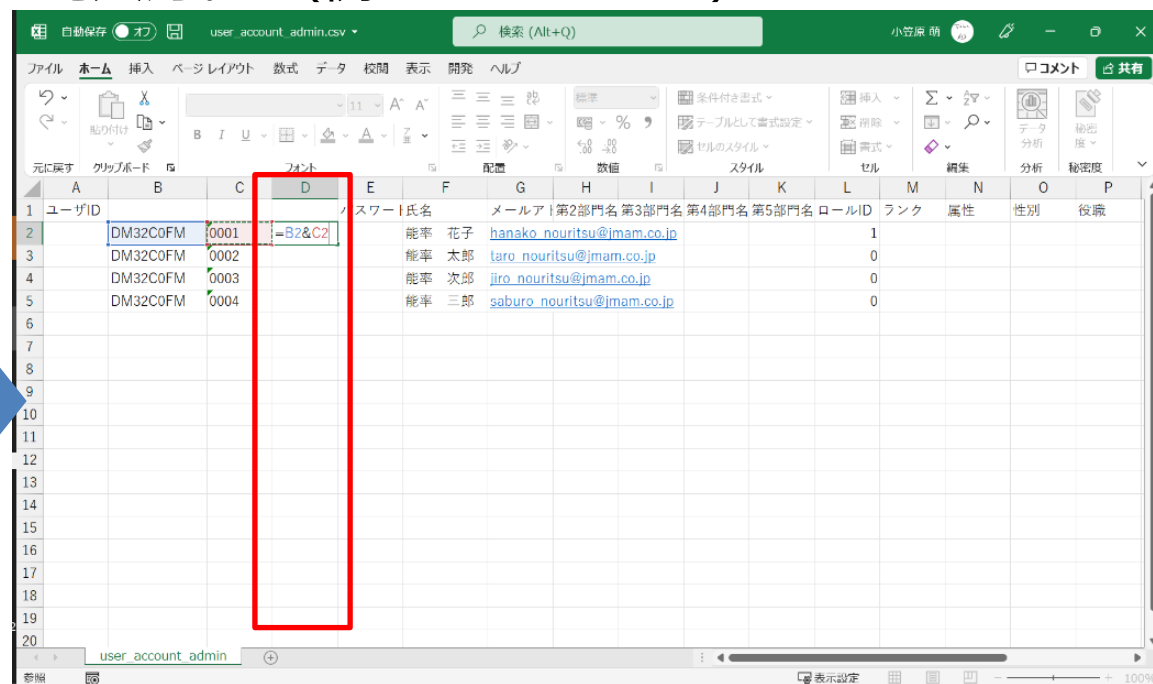 自動保存 オフ user_account_admin.csv 検索 (Alt+Q) 小笠原 萌
ファイル ホーム 挿入 ページ レイアウト 数式 データ 校閲 表示 開発 ヘルプ コメント 共有
貼り付け 11 A A 標準 条件付き書式 挿入 Σ データ分析 秘密度
B I U A % テーブルとして書式設定 削除
セルのスタイル 書式
元に戻す クリップボード フォント 配置 数値 スタイル セル 編集 分析 秘密度
A B C D E F G H I J K L M N O P
1 ユーザID パスワート 氏名 メールアト 第2部門名 第3部門名 第4部門名 第5部門名 ロールID ランク 属性 性別 役職
2 DM32C0FM 0001 =B2&C2 能率 花子 hanako_nouritsu@jmam.co.jp 1
3 DM32C0FM 0002 能率 太郎 taro_nouritsu@jmam.co.jp 0
4 DM32C0FM 0003 能率 次郎 jiro_nouritsu@jmam.co.jp 0
5 DM32C0FM 0004 能率 三郎 saburo_nouritsu@jmam.co.jp 0
6
7
8
9
10
11
12
13
14
15
16
17
18
19
20
user_account_admin
参照 表示設定 100%